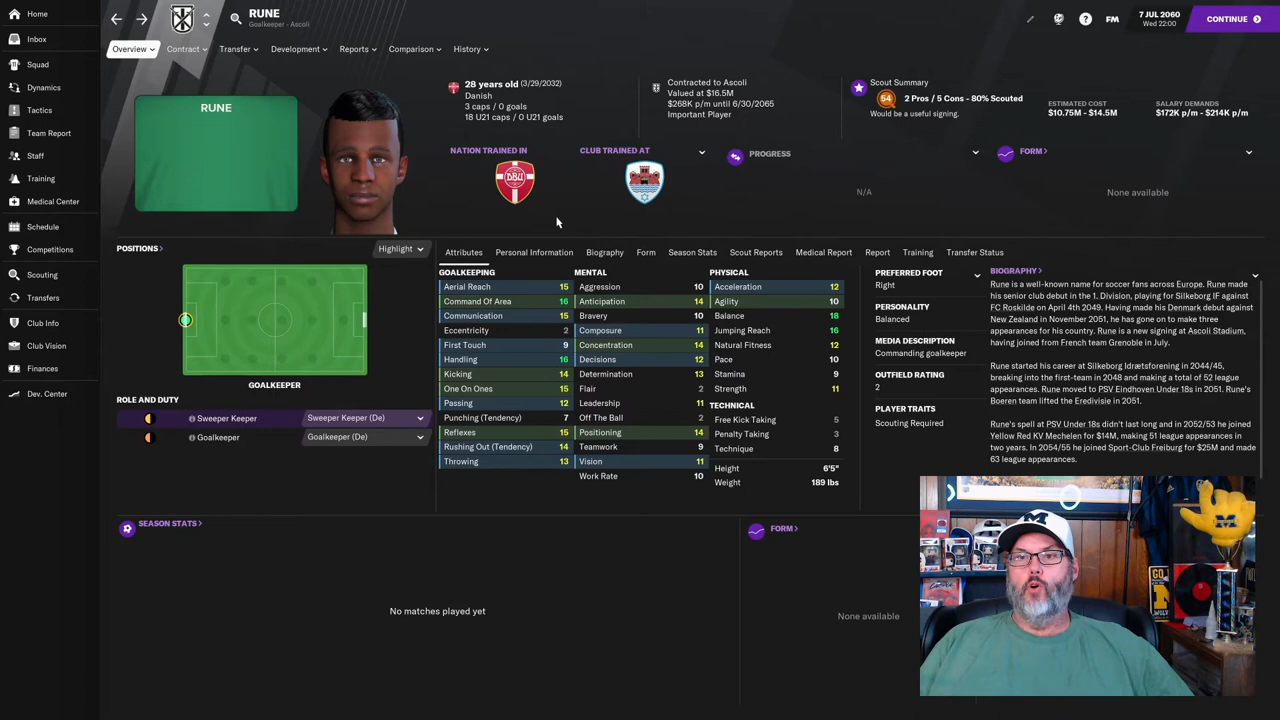 Home
Inbox
Squad
Dynamics
Tactics
Team Report
Staff
Training
Medical Center
Schedule
Competitions
Scouting
Transfers
Club Info
Club Vision
Finances
Dev. Center
RUNE
Goalkeeper - Ascoli
FM
7 JUL 2060
Wed 22:00
CONTINUE
Overview
Contract
Transfer
Development
Reports
Comparison
History
RUNE
28 years old (3/29/2032)
Danish
3 caps / 0 goals
18 U21 caps / 0 U21 goals
Contracted to Ascoli
Valued at $16.5M
$268K p/m until 6/30/2065
Important Player
Scout Summary
54
2 Pros / 5 Cons - 80% Scouted
Would be a useful signing.
ESTIMATED COST
$10.75M - $14.5M
SALARY DEMANDS
$172K p/m - $214K p/m
NATION TRAINED IN
DBU
CLUB TRAINED AT
PROGRESS
N/A
FORM
None available
POSITIONS
Highlight
GOALKEEPER
ROLE AND DUTY
Sweeper Keeper
Sweeper Keeper (De)
Goalkeeper
Goalkeeper (De)
Attributes
Personal Information
Biography
Form
Season Stats
Scout Reports
Medical Report
Report
Training
Transfer Status
GOALKEEPING
Aerial Reach 15
Command Of Area 16
Communication 15
Eccentricity 2
First Touch 9
Handling 16
Kicking 14
One On Ones 15
Passing 12
Punching (Tendency) 7
Reflexes 15
Rushing Out (Tendency) 14
Throwing 13
MENTAL
Aggression 10
Anticipation 14
Bravery 10
Composure 11
Concentration 14
Decisions 12
Determination 13
Flair 2
Leadership 11
Off The Ball 2
Positioning 14
Teamwork 9
Vision 11
Work Rate 10
PHYSICAL
Acceleration 12
Agility 10
Balance 18
Jumping Reach 16
Natural Fitness 12
Pace 10
Stamina 9
Strength 11
TECHNICAL
Free Kick Taking 5
Penalty Taking 3
Technique 8
Height 6'5"
Weight 189 lbs
PREFERRED FOOT
Right
PERSONALITY
Balanced
MEDIA DESCRIPTION
Commanding goalkeeper
OUTFIELD RATING
2
PLAYER TRAITS
Scouting Required
BIOGRAPHY
Rune is a well-known name for soccer fans across Europe. Rune made
his senior club debut in the 1. Division, playing for Silkeborg IF against
FC Roskilde on April 4th 2049. Having made his Denmark debut against
New Zealand in November 2051, he has gone on to make three
appearances for his country. Rune is a new signing at Ascoli Stadium,
having joined from French team Grenoble in July.
Rune started his career at Silkeborg Idrætsforening in 2044/45,
breaking into the first-team in 2048 and making a total of 52 league
appearances. Rune moved to PSV Eindhoven Under 18s in 2051. Rune's
Boeren team lifted the Eredivisie in 2051.
Rune's spell at PSV Under 18s didn't last long and in 2052/53 he joined
Yellow Red KV Mechelen for $14M, making 51 league appearances in
two years. In 2054/55 he joined Sport-Club Freiburg for $25M and made
63 league appearances.
SEASON STATS
No matches played yet
FORM
None available
M
M
GO